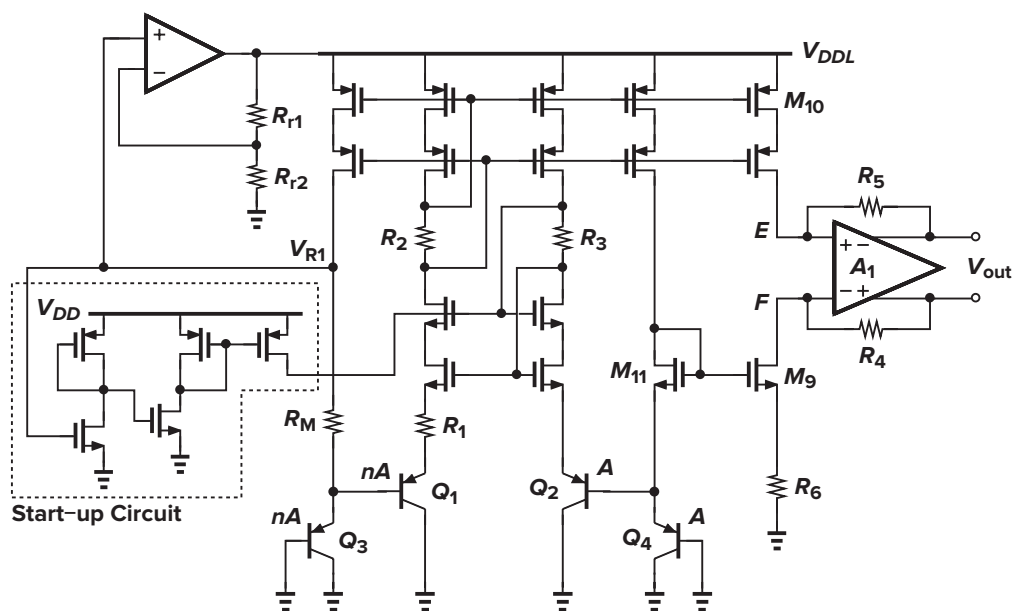 +
−
V_DDL
R_r1
R_r2
M_10
R_5
V_R1
R_2
R_3
E
+ −
A_1
V_out
− +
F
R_4
V_DD
M_11
M_9
R_M
R_1
nA
Q_1
A
Q_2
R_6
Start−up Circuit
nA
Q_3
A
Q_4